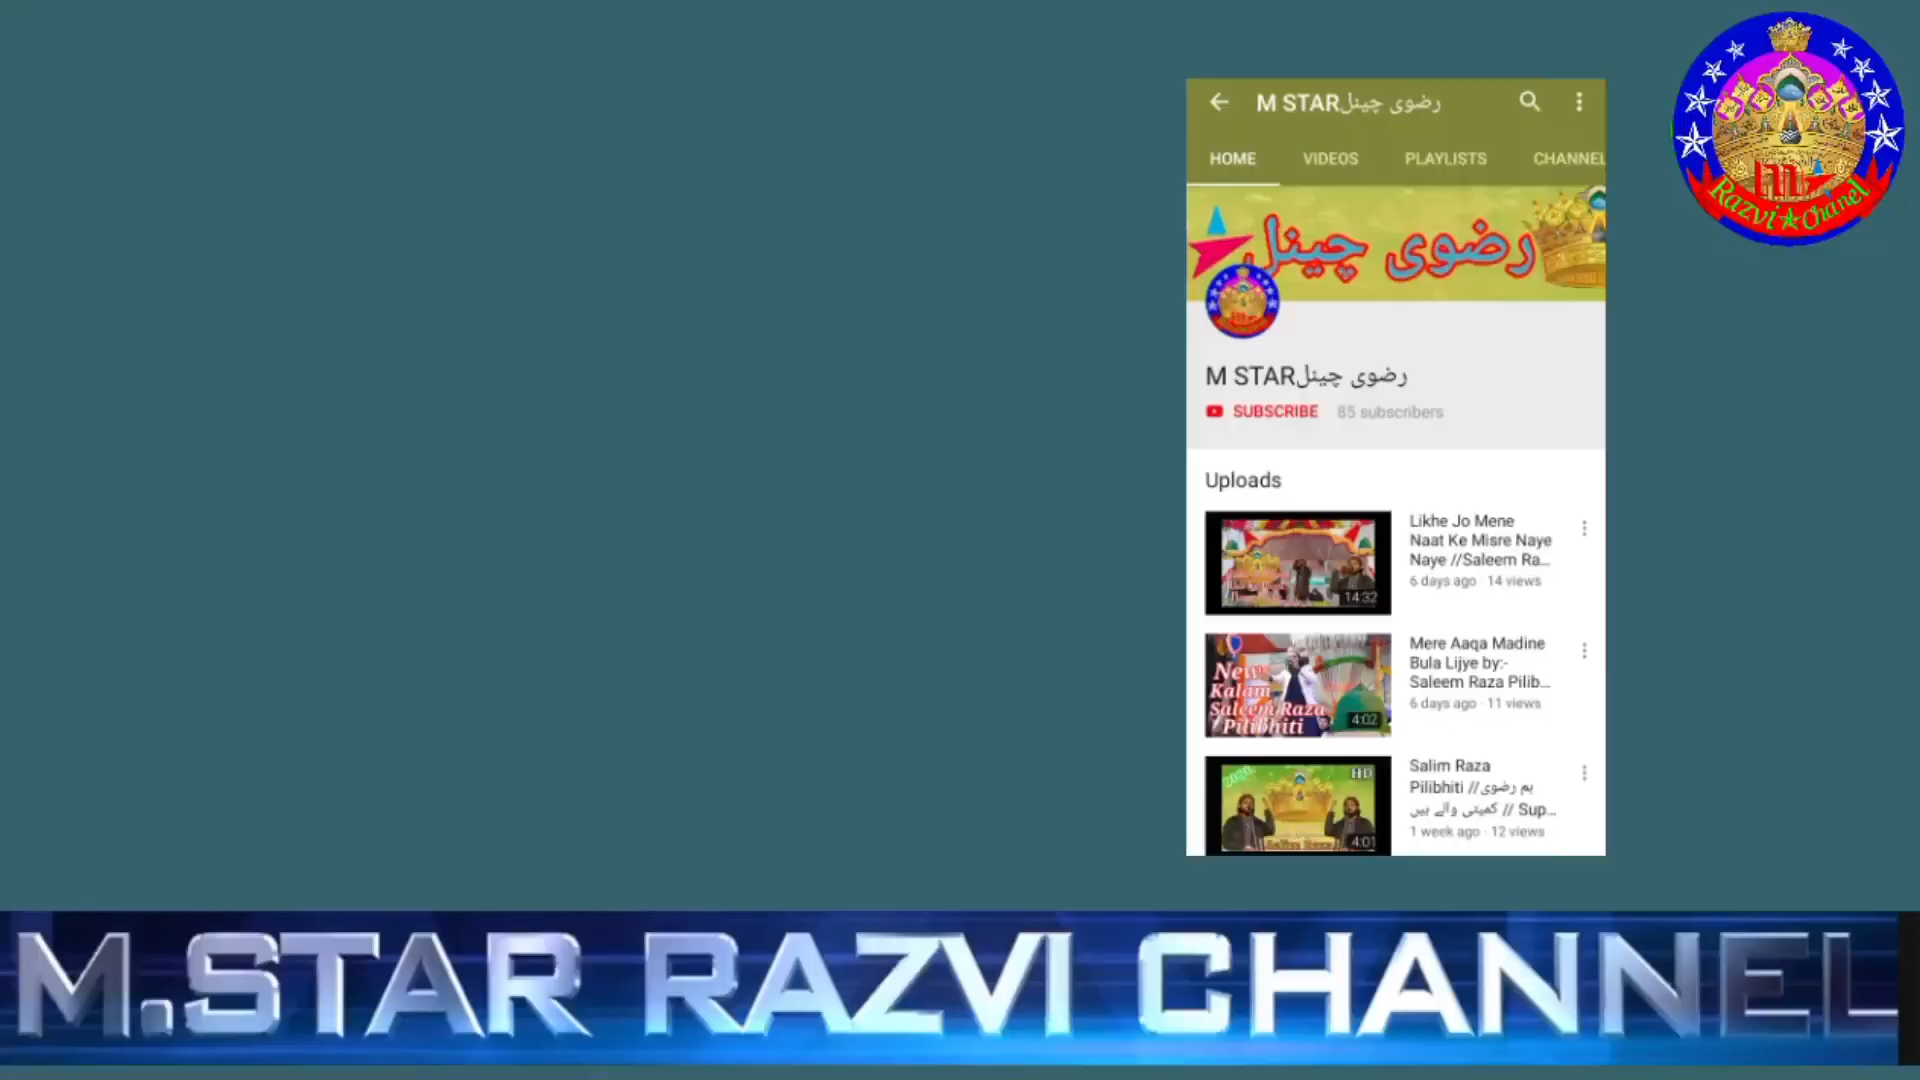 M STARرضوی چینل
HOME VIDEOS PLAYLISTS CHANNEL
رضوی چینل
M STARرضوی چینل
SUBSCRIBE 85 subscribers
Uploads
14:32
Likhe Jo Mene
Naat Ke Misre Naye
Naye //Saleem Ra...
6 days ago · 14 views
New
Kalam
Saleem Raza
Pilibhiti
4:02
Mere Aaqa Madine
Bula Lijye by:-
Saleem Raza Pilib...
6 days ago · 11 views
HD
Salim Raza
4:01
Salim Raza
Pilibhiti //ہم رضوی
کمیٹی والے ہیں // Sup...
1 week ago · 12 views
m
Razvi Chanel
M.STAR RAZVI CHANNEL